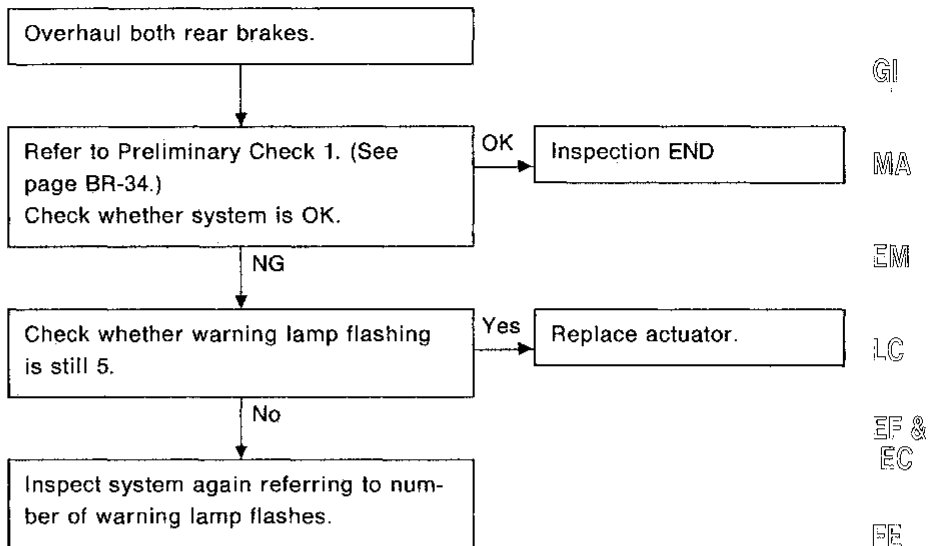 Overhaul both rear brakes.
GI
Refer to Preliminary Check 1. (See
page BR-34.)
Check whether system is OK.
OK
Inspection END
MA
NG
EM
Check whether warning lamp flashing
is still 5.
Yes
Replace actuator.
LC
No
EF &
EC
Inspect system again referring to num-
ber of warning lamp flashes.
FE